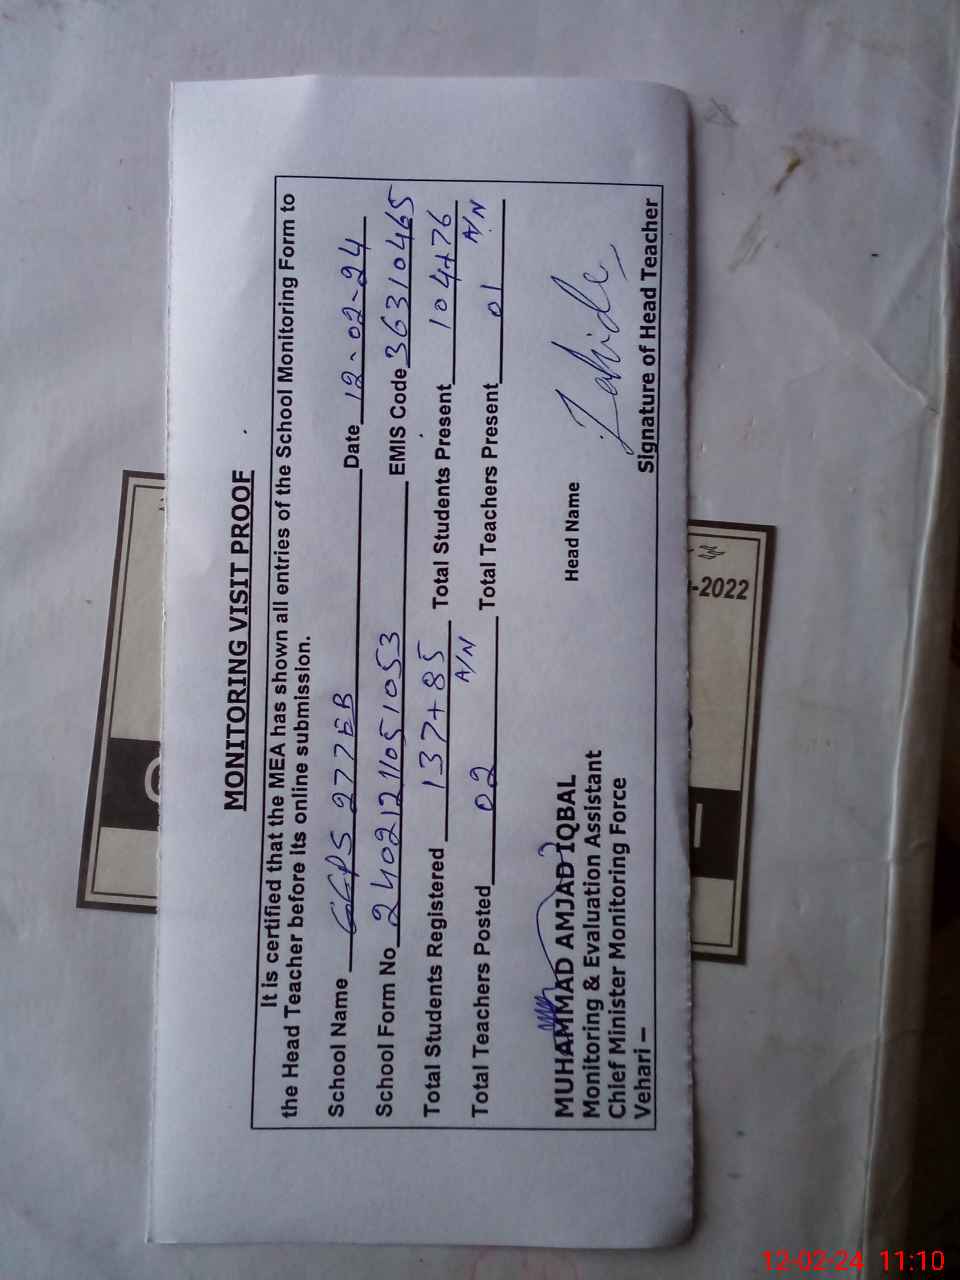 MONITORING VISIT PROOF
It is certified that the MEA has shown all entries of the School Monitoring Form to
the Head Teacher before its online submission.
School Name GGPS 277EB Date 12-02-24
School Form No 2402121051053 EMIS Code 36310465
Total Students Registered 137+85 Total Students Present 104+76
A/N A/N
Total Teachers Posted 02 Total Teachers Present 01
MUHAMMAD AMJAD IQBAL Head Name
Monitoring & Evaluation Assistant
Chief Minister Monitoring Force
Vehari – Signature of Head Teacher
-2022
12-02-24 11:10